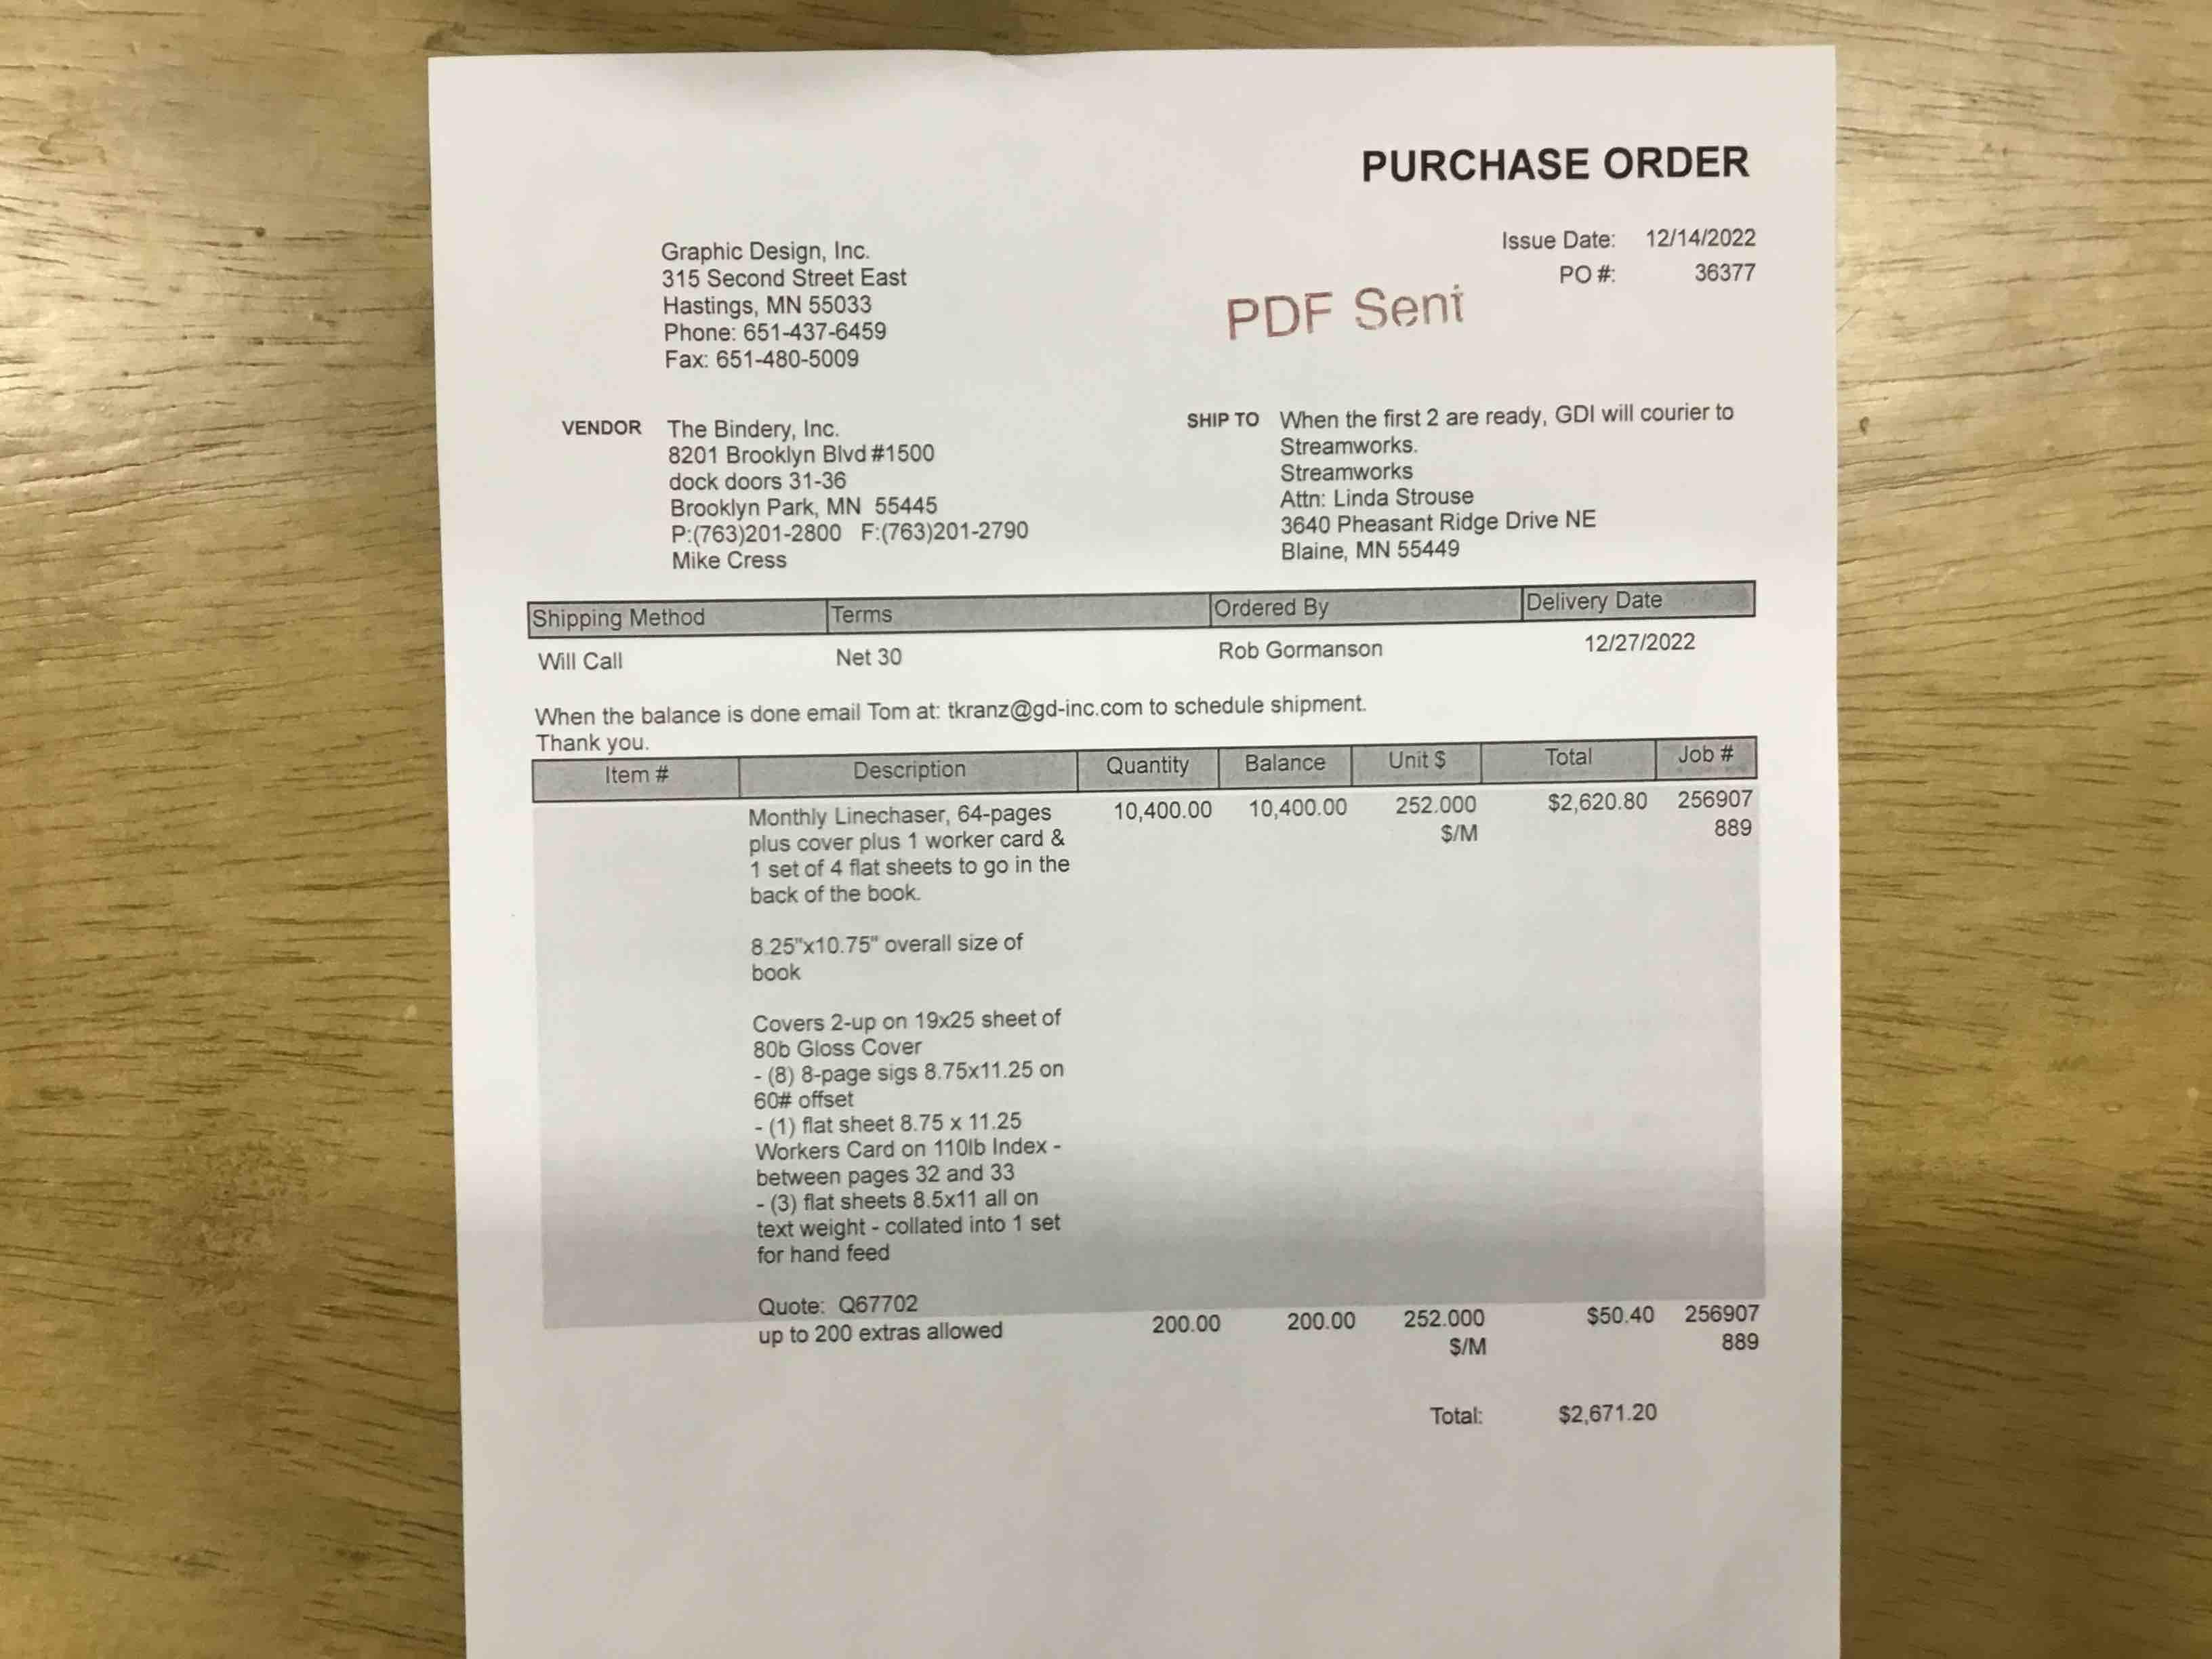 PURCHASE ORDER
Issue Date: 12/14/2022
PO #: 36377
PDF Sent
Graphic Design, Inc.
315 Second Street East
Hastings, MN 55033
Phone: 651-437-6459
Fax: 651-480-5009
VENDOR The Bindery, Inc.
8201 Brooklyn Blvd #1500
dock doors 31-36
Brooklyn Park, MN 55445
P:(763)201-2800 F:(763)201-2790
Mike Cress
SHIP TO When the first 2 are ready, GDI will courier to
Streamworks.
Streamworks
Attn: Linda Strouse
3640 Pheasant Ridge Drive NE
Blaine, MN 55449
Shipping Method Terms Ordered By Delivery Date
Will Call Net 30 Rob Gormanson 12/27/2022
When the balance is done email Tom at: tkranz@gd-inc.com to schedule shipment.
Thank you.
Item # Description Quantity Balance Unit $ Total Job #
Monthly Linechaser, 64-pages 10,400.00 10,400.00 252.000 $2,620.80 256907
plus cover plus 1 worker card & $/M 889
1 set of 4 flat sheets to go in the
back of the book.
8.25"x10.75" overall size of
book
Covers 2-up on 19x25 sheet of
80b Gloss Cover
- (8) 8-page sigs 8.75x11.25 on
60# offset
- (1) flat sheet 8.75 x 11.25
Workers Card on 110lb Index -
between pages 32 and 33
- (3) flat sheets 8.5x11 all on
text weight - collated into 1 set
for hand feed
Quote: Q67702
up to 200 extras allowed 200.00 200.00 252.000 $50.40 256907
$/M 889
Total: $2,671.20